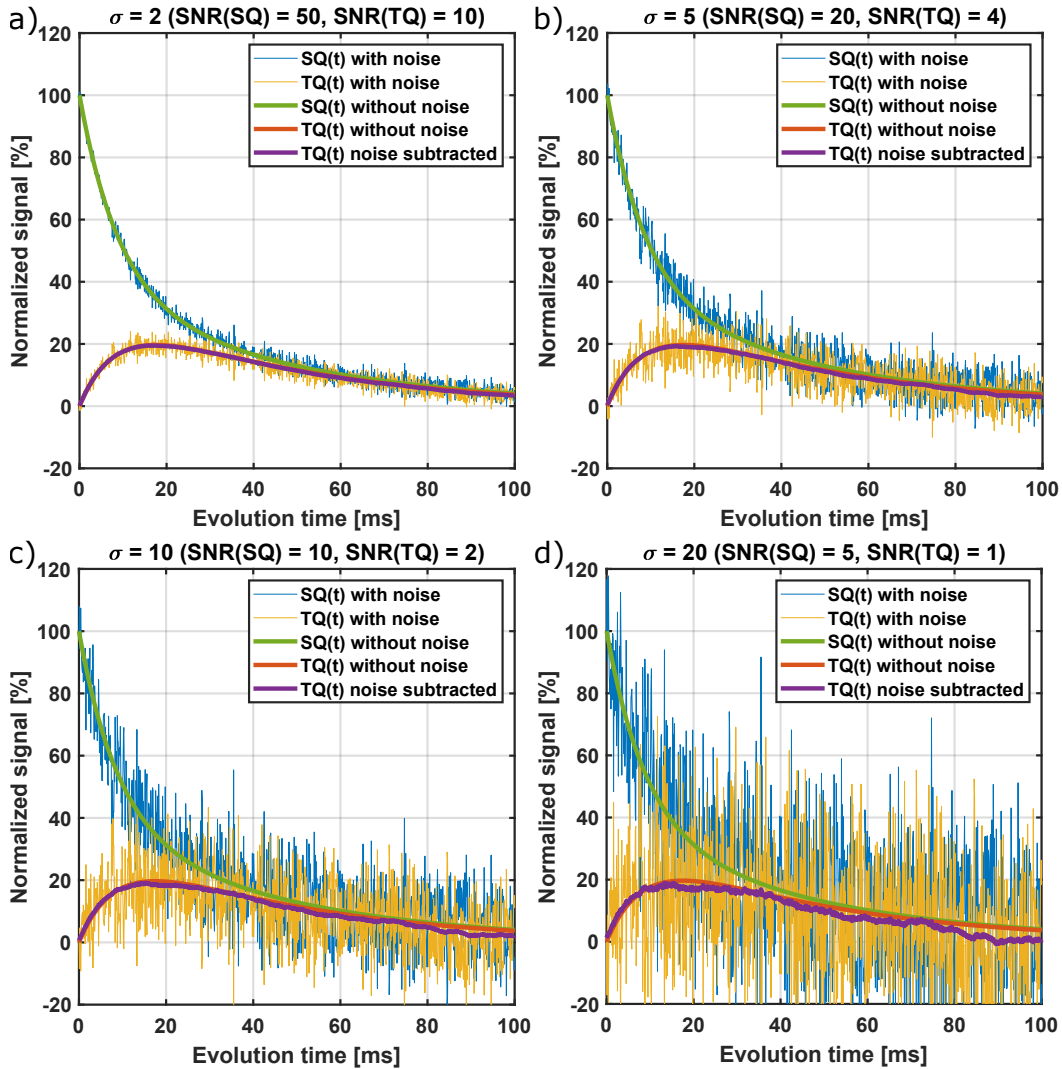 a)
σ = 2 (SNR(SQ) = 50, SNR(TQ) = 10)
120
100
80
60
40
20
0
-20
Normalized signal [%]
SQ(t) with noise
TQ(t) with noise
SQ(t) without noise
TQ(t) without noise
TQ(t) noise subtracted
0 20 40 60 80 100
Evolution time [ms]
b)
σ = 5 (SNR(SQ) = 20, SNR(TQ) = 4)
120
100
80
60
40
20
0
-20
Normalized signal [%]
SQ(t) with noise
TQ(t) with noise
SQ(t) without noise
TQ(t) without noise
TQ(t) noise subtracted
0 20 40 60 80 100
Evolution time [ms]
c)
σ = 10 (SNR(SQ) = 10, SNR(TQ) = 2)
120
100
80
60
40
20
0
-20
Normalized signal [%]
SQ(t) with noise
TQ(t) with noise
SQ(t) without noise
TQ(t) without noise
TQ(t) noise subtracted
0 20 40 60 80 100
Evolution time [ms]
d)
σ = 20 (SNR(SQ) = 5, SNR(TQ) = 1)
120
100
80
60
40
20
0
-20
Normalized signal [%]
SQ(t) with noise
TQ(t) with noise
SQ(t) without noise
TQ(t) without noise
TQ(t) noise subtracted
0 20 40 60 80 100
Evolution time [ms]